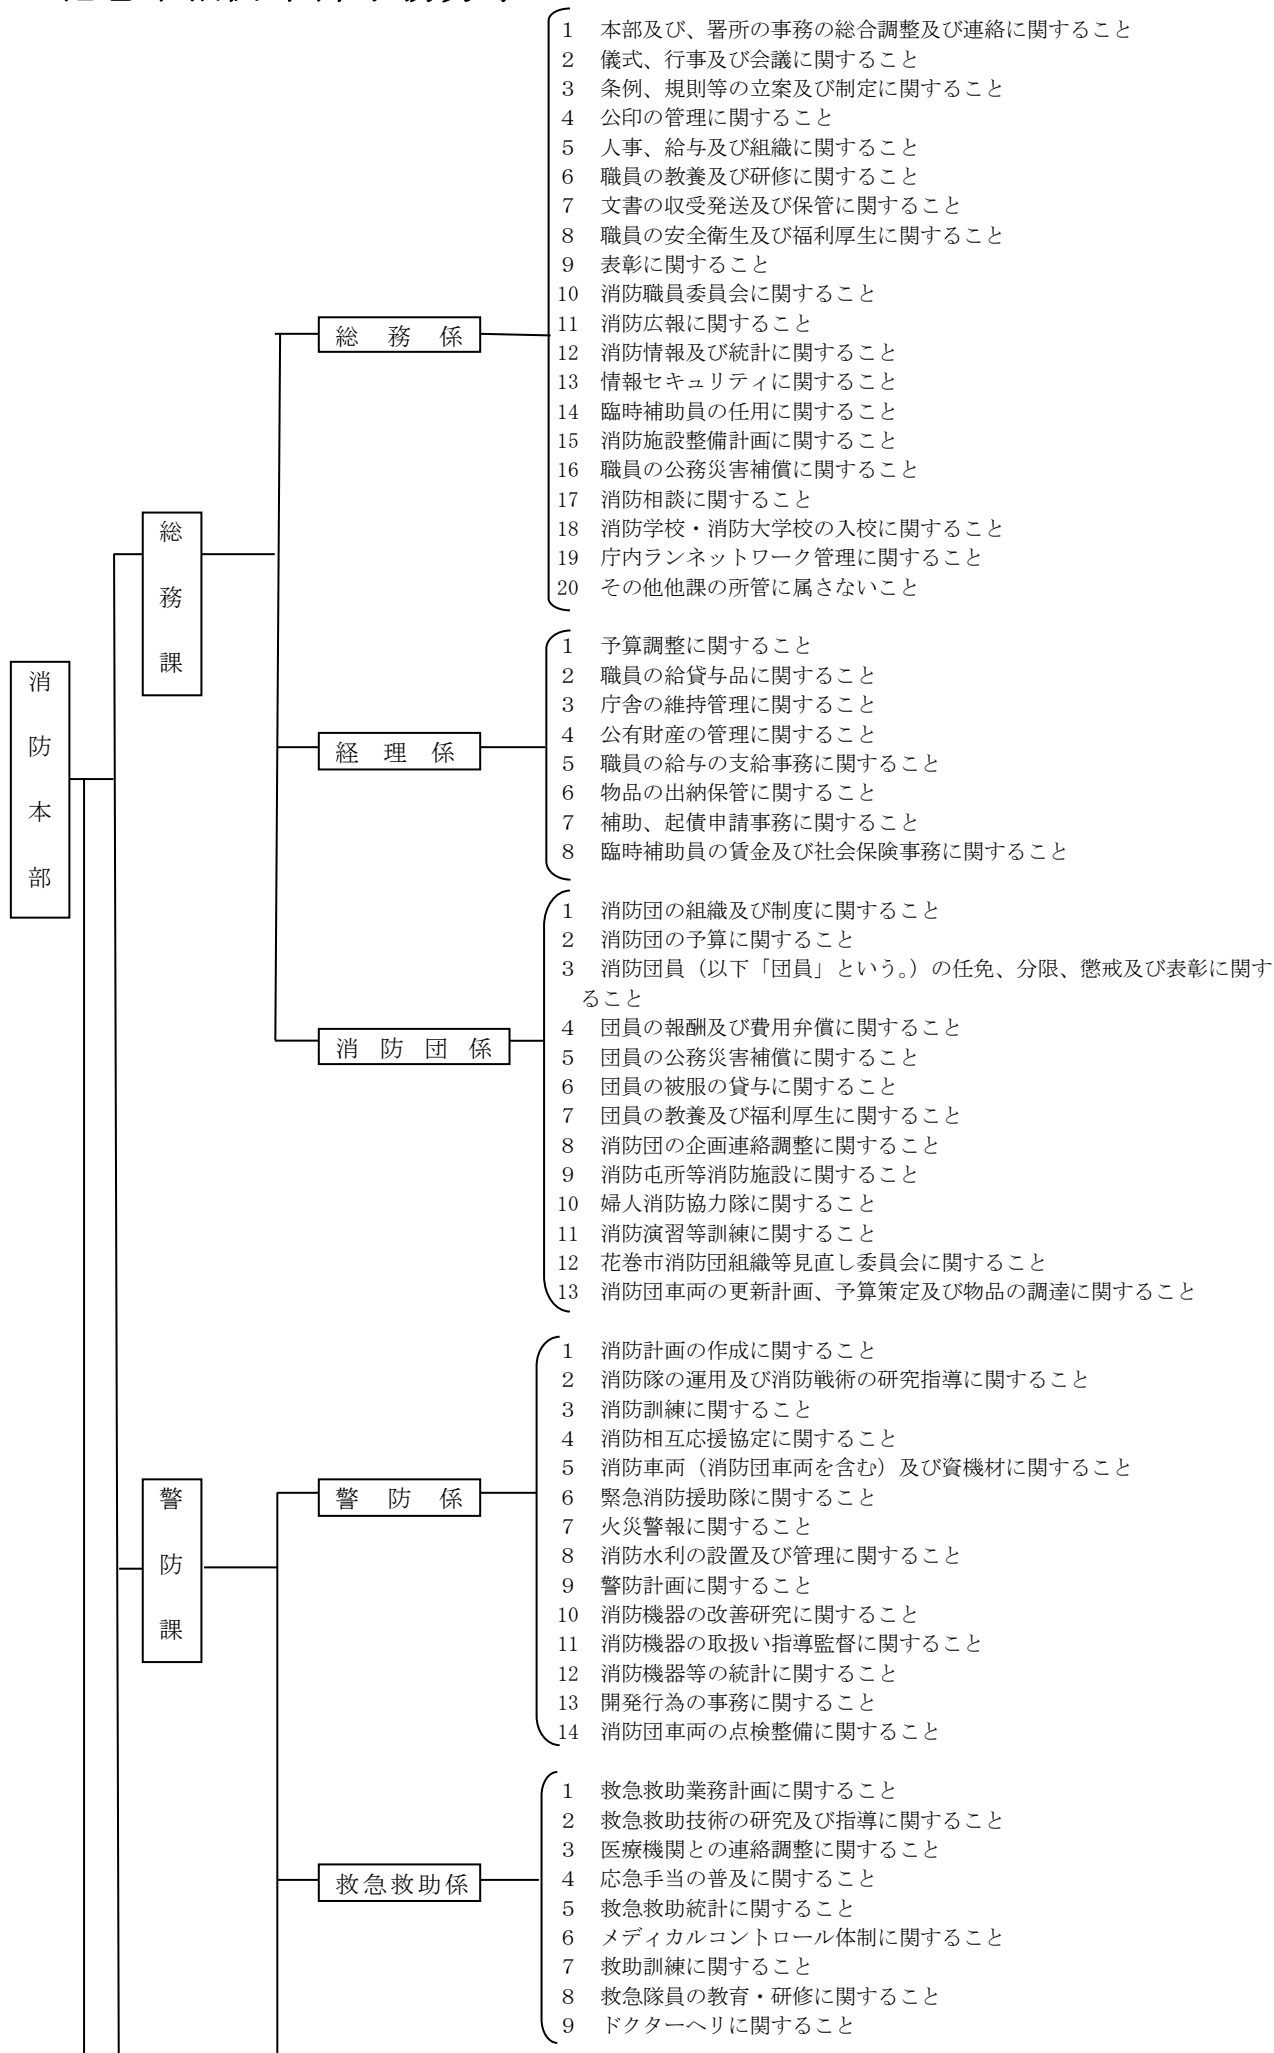 消防本部
総務課
総務係
1 本部及び、署所の事務の総合調整及び連絡に関すること
2 儀式、行事及び会議に関すること
3 条例、規則等の立案及び制定に関すること
4 公印の管理に関すること
5 人事、給与及び組織に関すること
6 職員の教養及び研修に関すること
7 文書の収受発送及び保管に関すること
8 職員の安全衛生及び福利厚生に関すること
9 表彰に関すること
10 消防職員委員会に関すること
11 消防広報に関すること
12 消防情報及び統計に関すること
13 情報セキュリティに関すること
14 臨時補助員の任用に関すること
15 消防施設整備計画に関すること
16 職員の公務災害補償に関すること
17 消防相談に関すること
18 消防学校・消防大学校の入校に関すること
19 庁内ランネットワーク管理に関すること
20 その他他課の所管に属さないこと
経理係
1 予算調整に関すること
2 職員の給貸与品に関すること
3 庁舎の維持管理に関すること
4 公有財産の管理に関すること
5 職員の給与の支給事務に関すること
6 物品の出納保管に関すること
7 補助、起債申請事務に関すること
8 臨時補助員の賃金及び社会保険事務に関すること
消防団係
1 消防団の組織及び制度に関すること
2 消防団の予算に関すること
3 消防団員（以下「団員」という。）の任免、分限、懲戒及び表彰に関す
ること
4 団員の報酬及び費用弁償に関すること
5 団員の公務災害補償に関すること
6 団員の被服の貸与に関すること
7 団員の教養及び福利厚生に関すること
8 消防団の企画連絡調整に関すること
9 消防屯所等消防施設に関すること
10 婦人消防協力隊に関すること
11 消防演習等訓練に関すること
12 花巻市消防団組織等見直し委員会に関すること
13 消防団車両の更新計画、予算策定及び物品の調達に関すること
警防課
警防係
1 消防計画の作成に関すること
2 消防隊の運用及び消防戦術の研究指導に関すること
3 消防訓練に関すること
4 消防相互応援協定に関すること
5 消防車両（消防団車両を含む）及び資機材に関すること
6 緊急消防援助隊に関すること
7 火災警報に関すること
8 消防水利の設置及び管理に関すること
9 警防計画に関すること
10 消防機器の改善研究に関すること
11 消防機器の取扱い指導監督に関すること
12 消防機器等の統計に関すること
13 開発行為の事務に関すること
14 消防団車両の点検整備に関すること
救急救助係
1 救急救助業務計画に関すること
2 救急救助技術の研究及び指導に関すること
3 医療機関との連絡調整に関すること
4 応急手当の普及に関すること
5 救急救助統計に関すること
6 メディカルコントロール体制に関すること
7 救助訓練に関すること
8 救急隊員の教育・研修に関すること
9 ドクターヘリに関すること